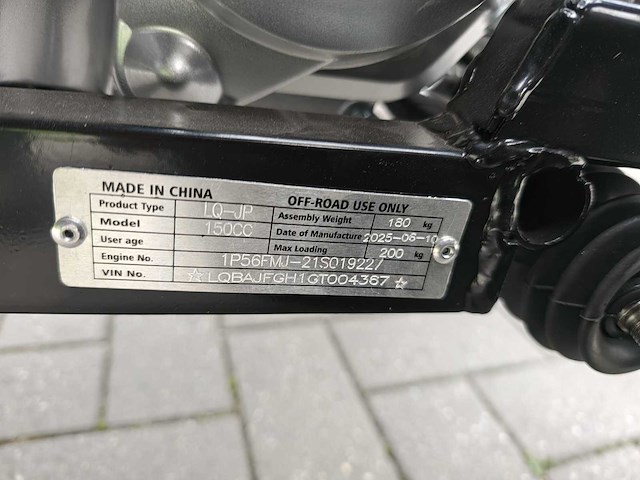 MADE IN CHINA OFF-ROAD USE ONLY
Product Type LQ-JP Assembly Weight 180 kg
Model 150CC Date of Manufacture 2025-06-10
User age Max Loading 200 kg
Engine No. 1P56FMJ-21S019227
VIN No. ☆LQBAJFGH1GT004367☆